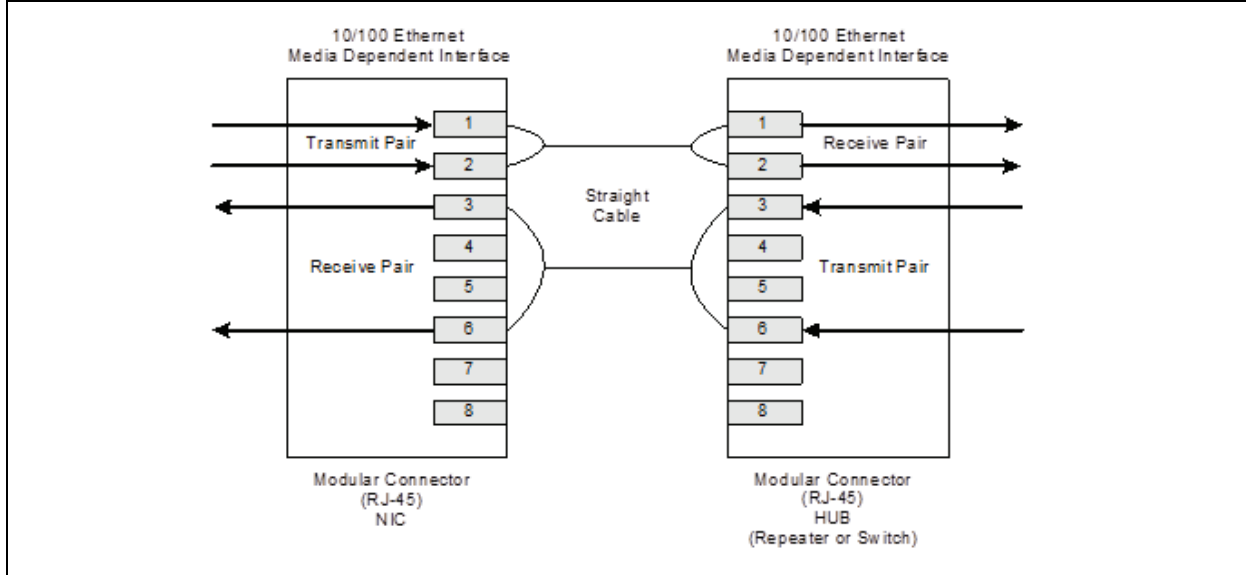 10/100 Ethernet
Media Dependent Interface
10/100 Ethernet
Media Dependent Interface
1
Transmit Pair
2
3
4
Receive Pair
5
6
7
8
Straight
Cable
1
Receive Pair
2
3
4
Transmit Pair
5
6
7
8
Modular Connector
(RJ-45)
NIC
Modular Connector
(RJ-45)
HUB
(Repeater or Switch)